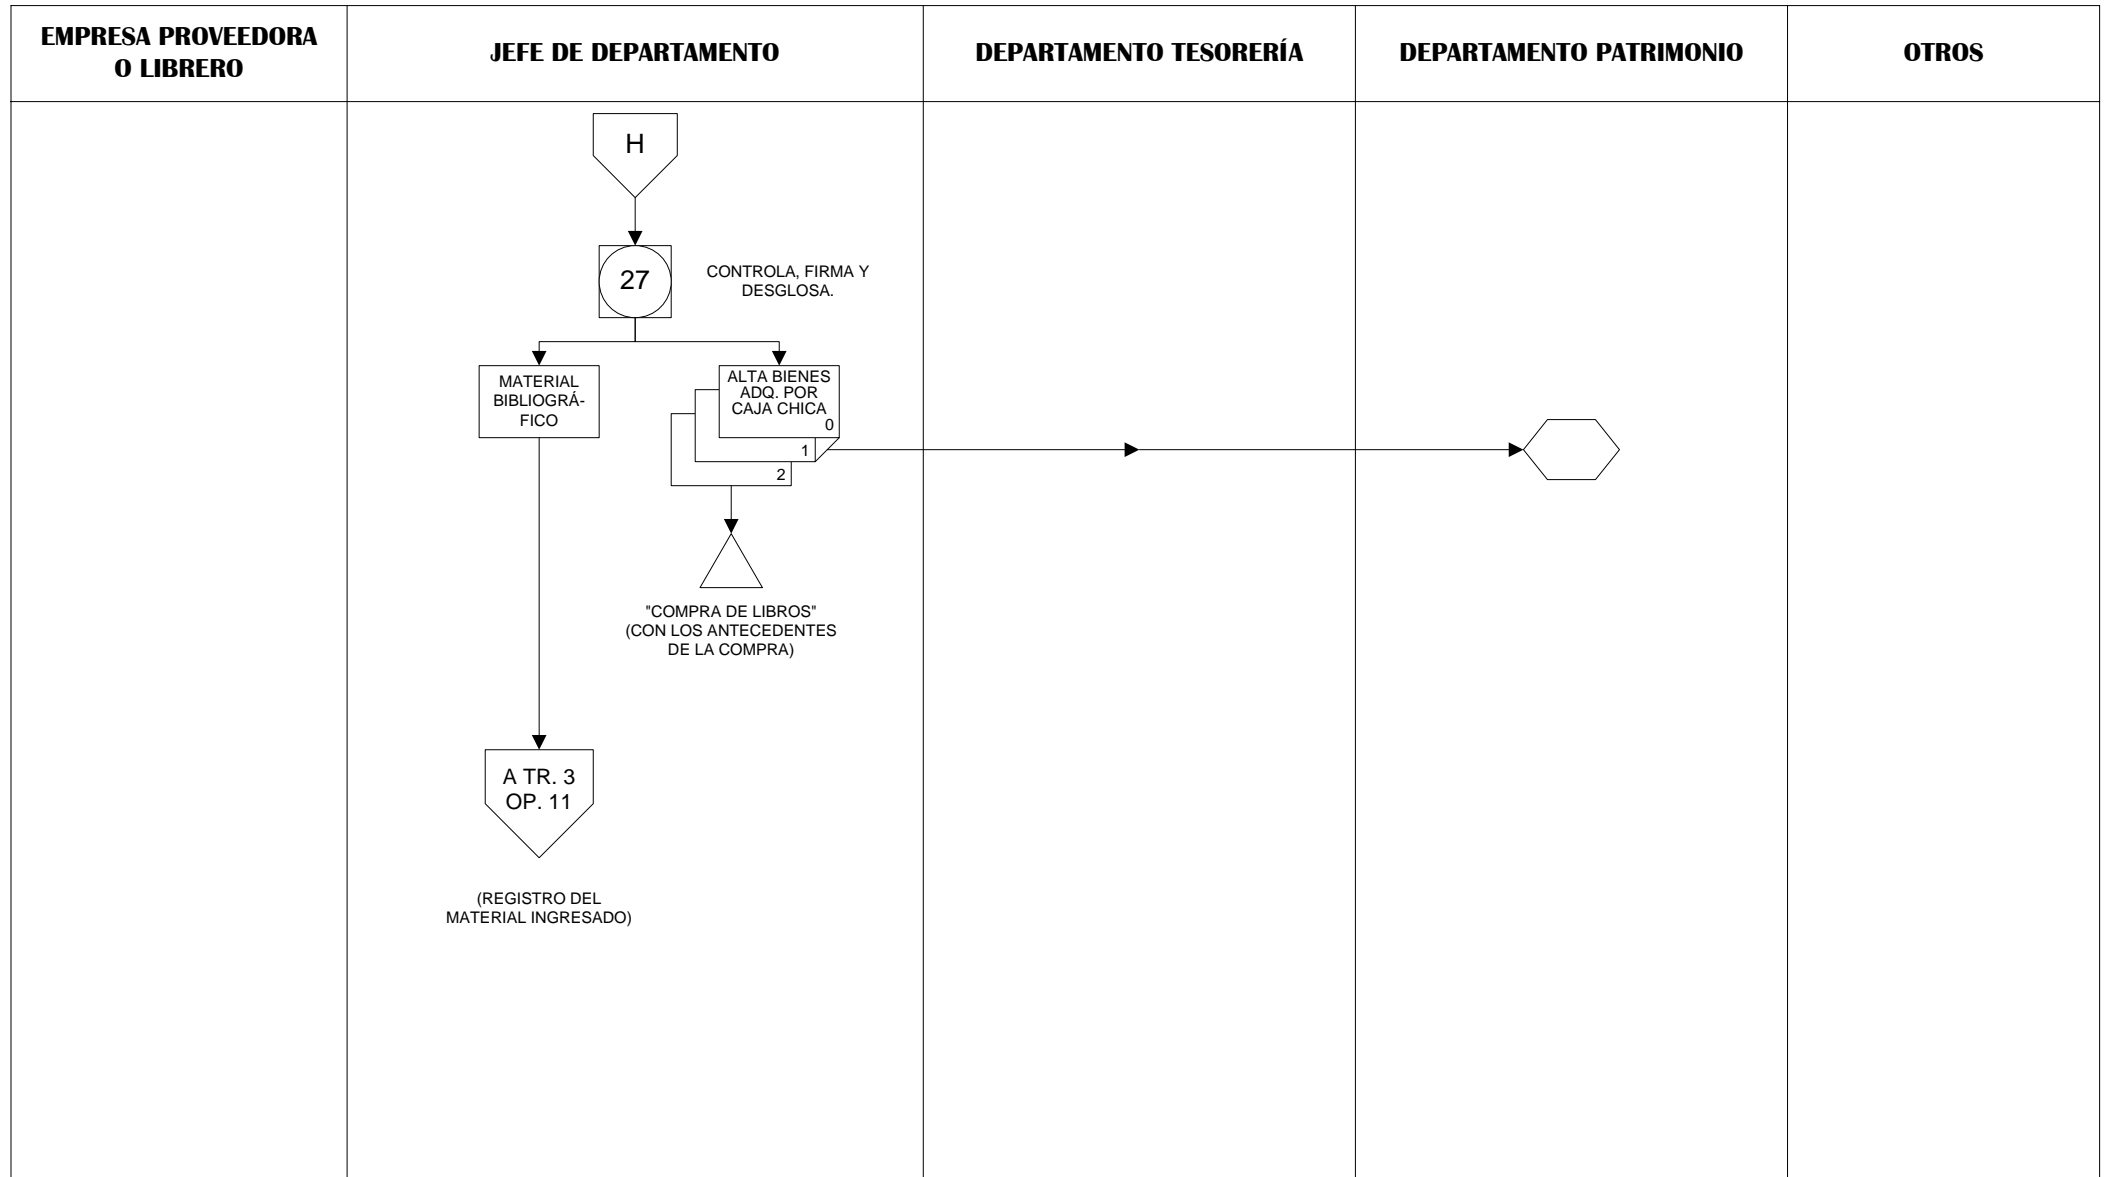 EMPRESA PROVEEDORA
O LIBRERO
JEFE DE DEPARTAMENTO
DEPARTAMENTO TESORERÍA
DEPARTAMENTO PATRIMONIO
OTROS
H
27
CONTROLA, FIRMA Y
DESGLOSA.
MATERIAL
BIBLIOGRÁ-
FICO
ALTA BIENES
ADQ. POR
CAJA CHICA
0
1
2
"COMPRA DE LIBROS"
(CON LOS ANTECEDENTES
DE LA COMPRA)
A TR. 3
OP. 11
(REGISTRO DEL
MATERIAL INGRESADO)